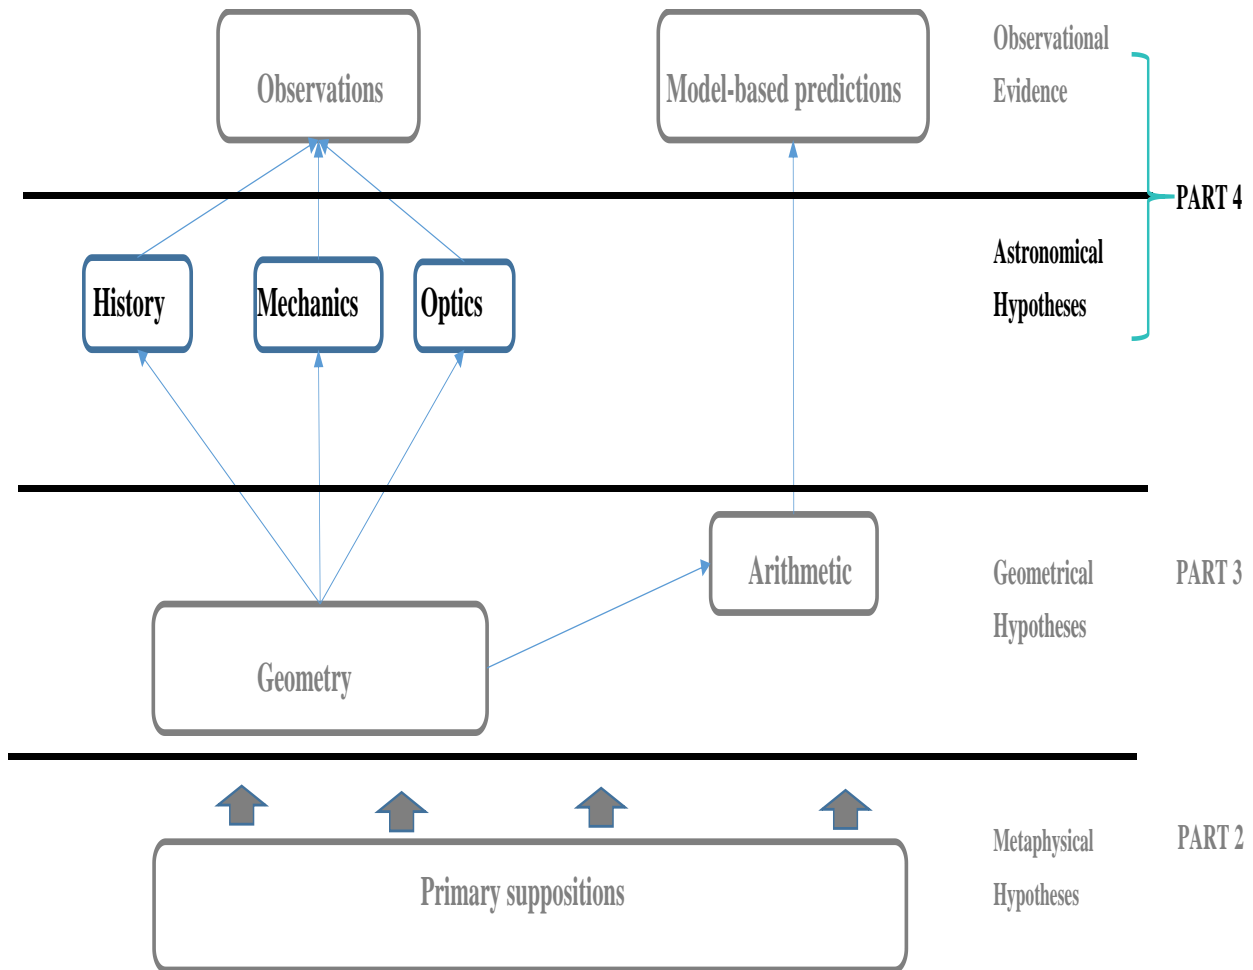 Observations
Model-based predictions
Observational
Evidence
PART 4
History
Mechanics
Optics
Astronomical
Hypotheses
Arithmetic
Geometrical
Hypotheses
PART 3
Geometry
Primary suppositions
Metaphysical
Hypotheses
PART 2